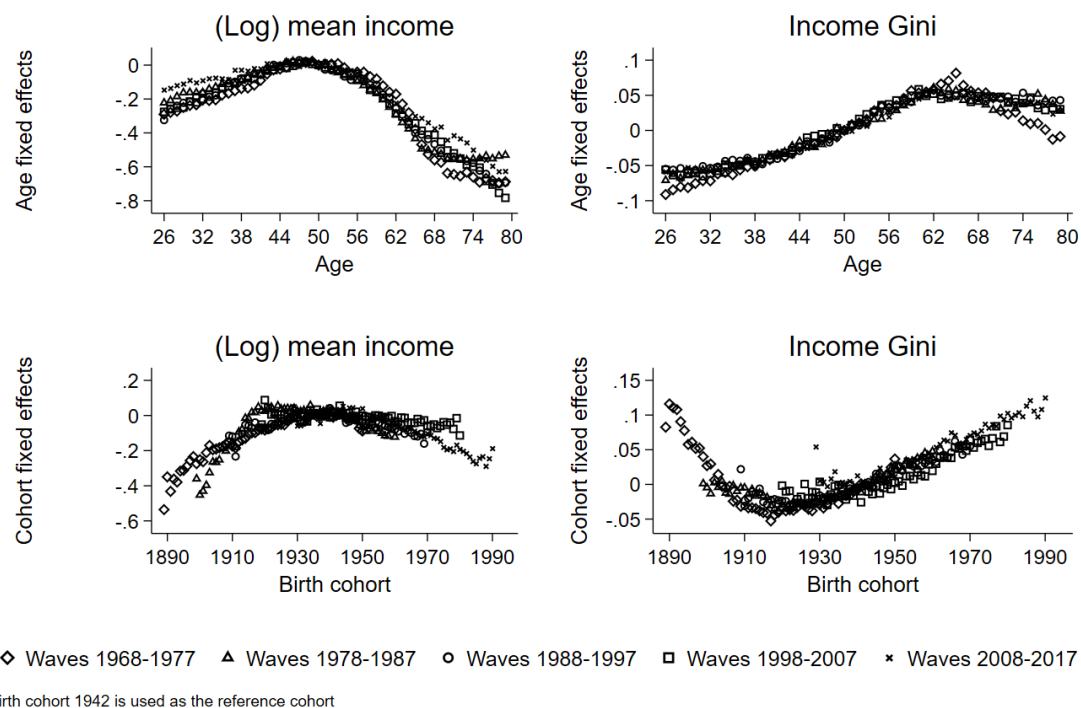 (Log) mean income
Age fixed effects
0
-.2
-.4
-.6
-.8
26 32 38 44 50 56 62 68 74 80
Age
Income Gini
Age fixed effects
.1
.05
0
-.05
-.1
26 32 38 44 50 56 62 68 74 80
Age
(Log) mean income
Cohort fixed effects
.2
0
-.2
-.4
-.6
1890 1910 1930 1950 1970 1990
Birth cohort
Income Gini
Cohort fixed effects
.15
.1
.05
0
-.05
1890 1910 1930 1950 1970 1990
Birth cohort
Waves 1968-1977 Waves 1978-1987 Waves 1988-1997 Waves 1998-2007 Waves 2008-2017
irth cohort 1942 is used as the reference cohort